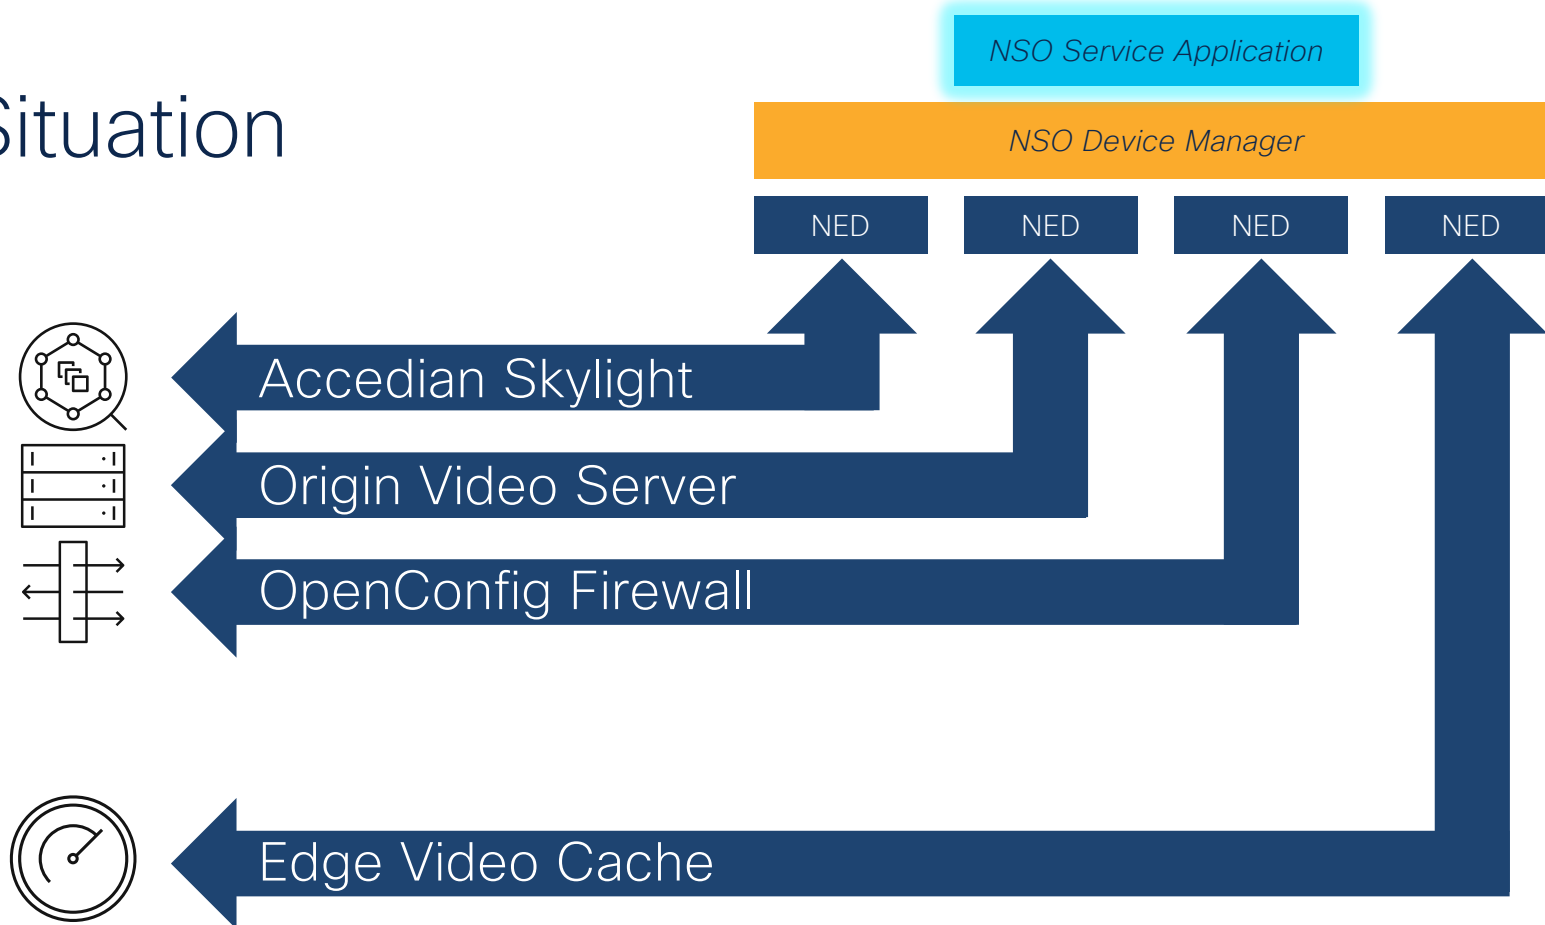 NSO Service Application
Situation
NSO Device Manager
NED NED NED NED
Accedian Skylight
Origin Video Server
OpenConfig Firewall
Edge Video Cache